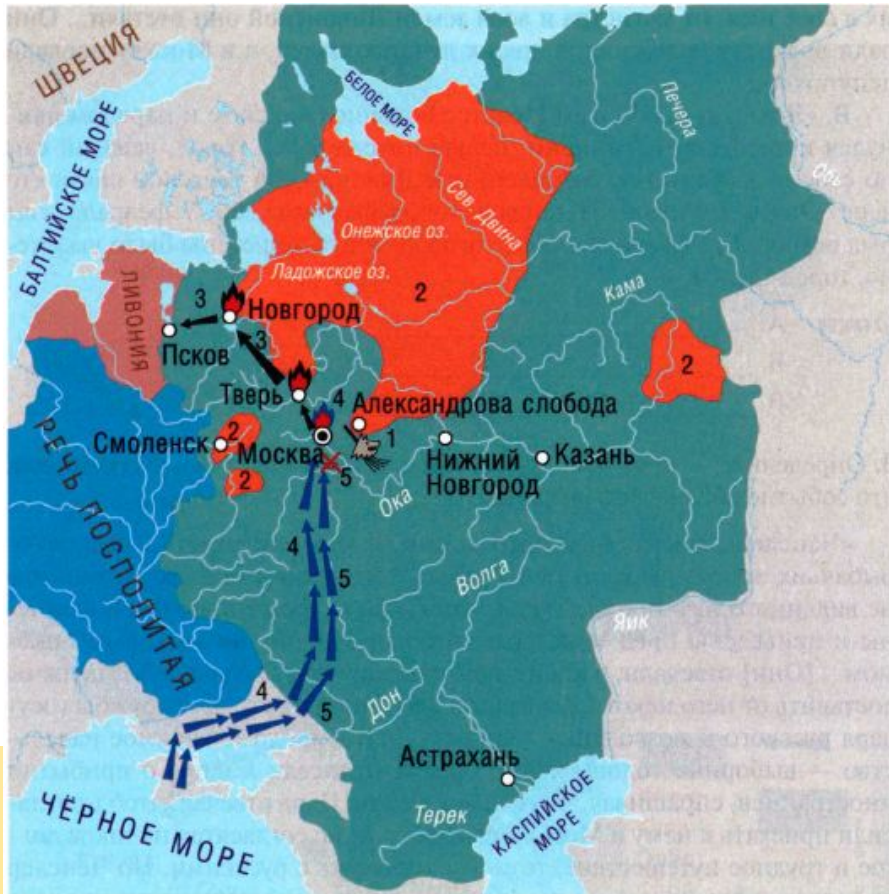 ШВЕЦИЯ
БЕЛОЕ МОРЕ
Печера
Обь
БАЛТИЙСКОЕ МОРЕ
Сев. Двина
Онежское оз.
Ладожское оз.
2
Кама
ЛИВОНИЯ
3
Новгород
3
Псков
2
Тверь
4
Александрова слобода
1
Смоленск
2
Москва
5
Нижний
Новгород
Казань
2
Ока
РЕЧЬ ПОСПОЛИТАЯ
4
5
Волга
Яик
4
5
Дон
Астрахань
ЧЁРНОЕ МОРЕ
Терек
КАСПИЙСКОЕ
МОРЕ